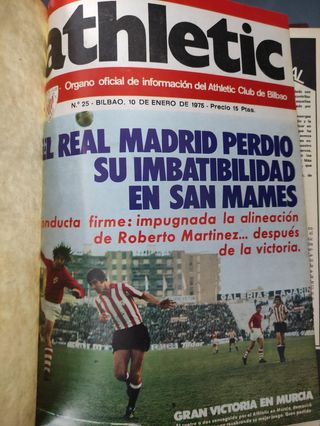 athletic
Organo oficial de información del Athletic Club de Bilbao
N.º 25 - BILBAO, 10 DE ENERO DE 1975 - Precio 15 Ptas.
EL REAL MADRID PERDIO
SU IMBATIBILIDAD
EN SAN MAMES
conducta firme: impugnada la alineación
de Roberto Martinez... después
de la victoria.
GALERIAS LAJARI
GRAN VICTORIA EN MURCIA